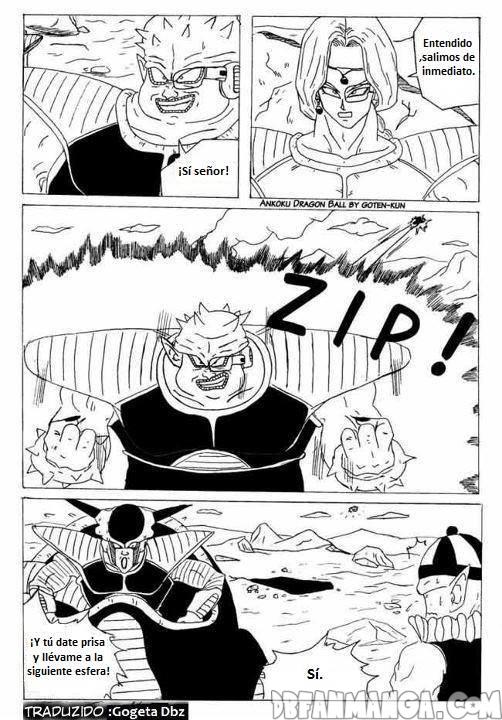 ¡Sí señor!
Entendido
,salimos de
inmediato.
ANKOKU DRAGON BALL BY GOTEN-KUN
ZIP!
¡Y tú date prisa
y llévame a la
siguiente esfera!
Sí.
TRADUZIDO :Gogeta Dbz
DBFANMANGA.COM